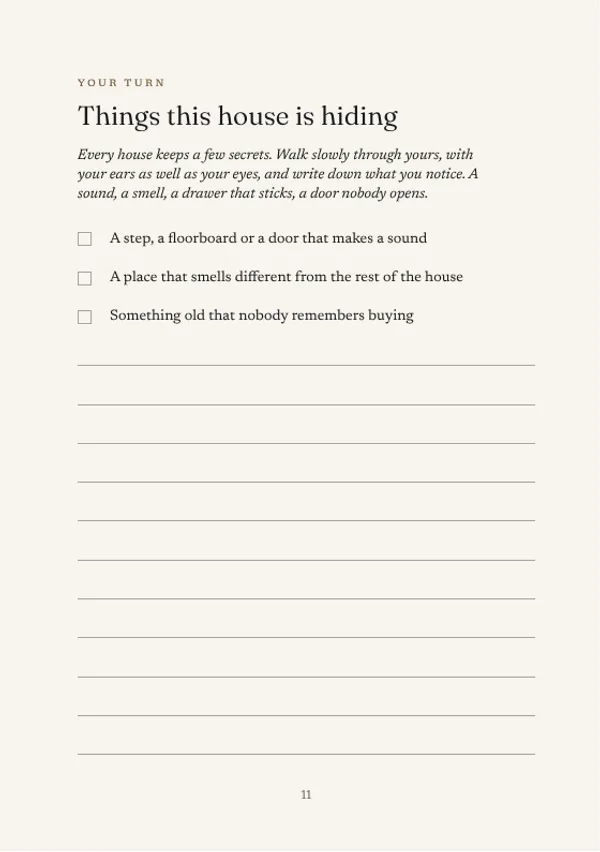 YOUR TURN
Things this house is hiding
Every house keeps a few secrets. Walk slowly through yours, with
your ears as well as your eyes, and write down what you notice. A
sound, a smell, a drawer that sticks, a door nobody opens.
A step, a floorboard or a door that makes a sound
A place that smells different from the rest of the house
Something old that nobody remembers buying
11